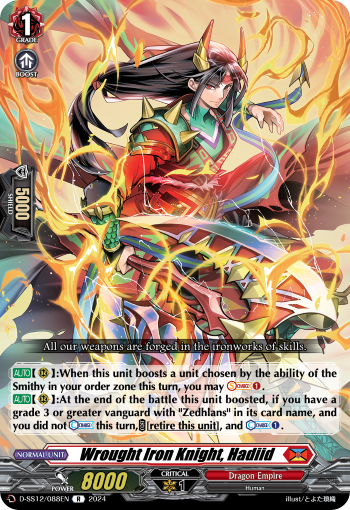 1
GRADE
BOOST
5000
SHIELD
All our weapons are forged in the ironworks of skills.
AUTO【RC】:When this unit boosts a unit chosen by the ability of the
Smithy in your order zone this turn, you may SCHARGE 1.
AUTO【RC】:At the end of the battle this unit boosted, if you have a
grade 3 or greater vanguard with "Zedhlans" in its card name, and
you did not CCHARGE this turn, [retire this unit], and CCHARGE 1.
NORMAL UNIT
Wrought Iron Knight, Hadiid
POWER 8000
CRITICAL
1
Dragon Empire
Human
D-SS12/088EN R 2024
illust/とよた瑣織